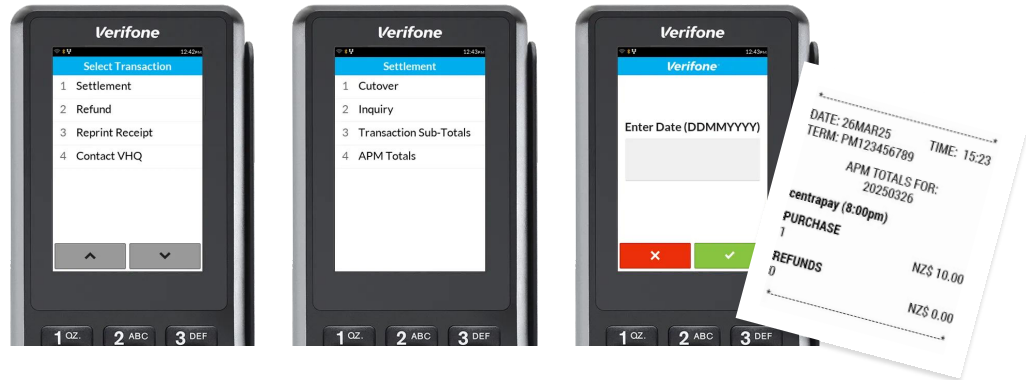 Verifone
12:42PM
Select Transaction
1 Settlement
2 Refund
3 Reprint Receipt
4 Contact VHQ
1 QZ. 2 ABC 3 DEF
Verifone
12:43PM
Settlement
1 Cutover
2 Inquiry
3 Transaction Sub-Totals
4 APM Totals
1 QZ. 2 ABC 3 DEF
Verifone
12:43PM
Verifone
Enter Date (DDMMYYYY)
1 QZ. 2 ABC 3 DEF
*--------------------------------*
DATE: 26MAR25 TIME: 15:23
TERM: PM123456789
APM TOTALS FOR:
20250326
centrapay (8:00pm)
PURCHASE
1 NZ$ 10.00
REFUNDS
0 NZ$ 0.00
*--------------------------------*